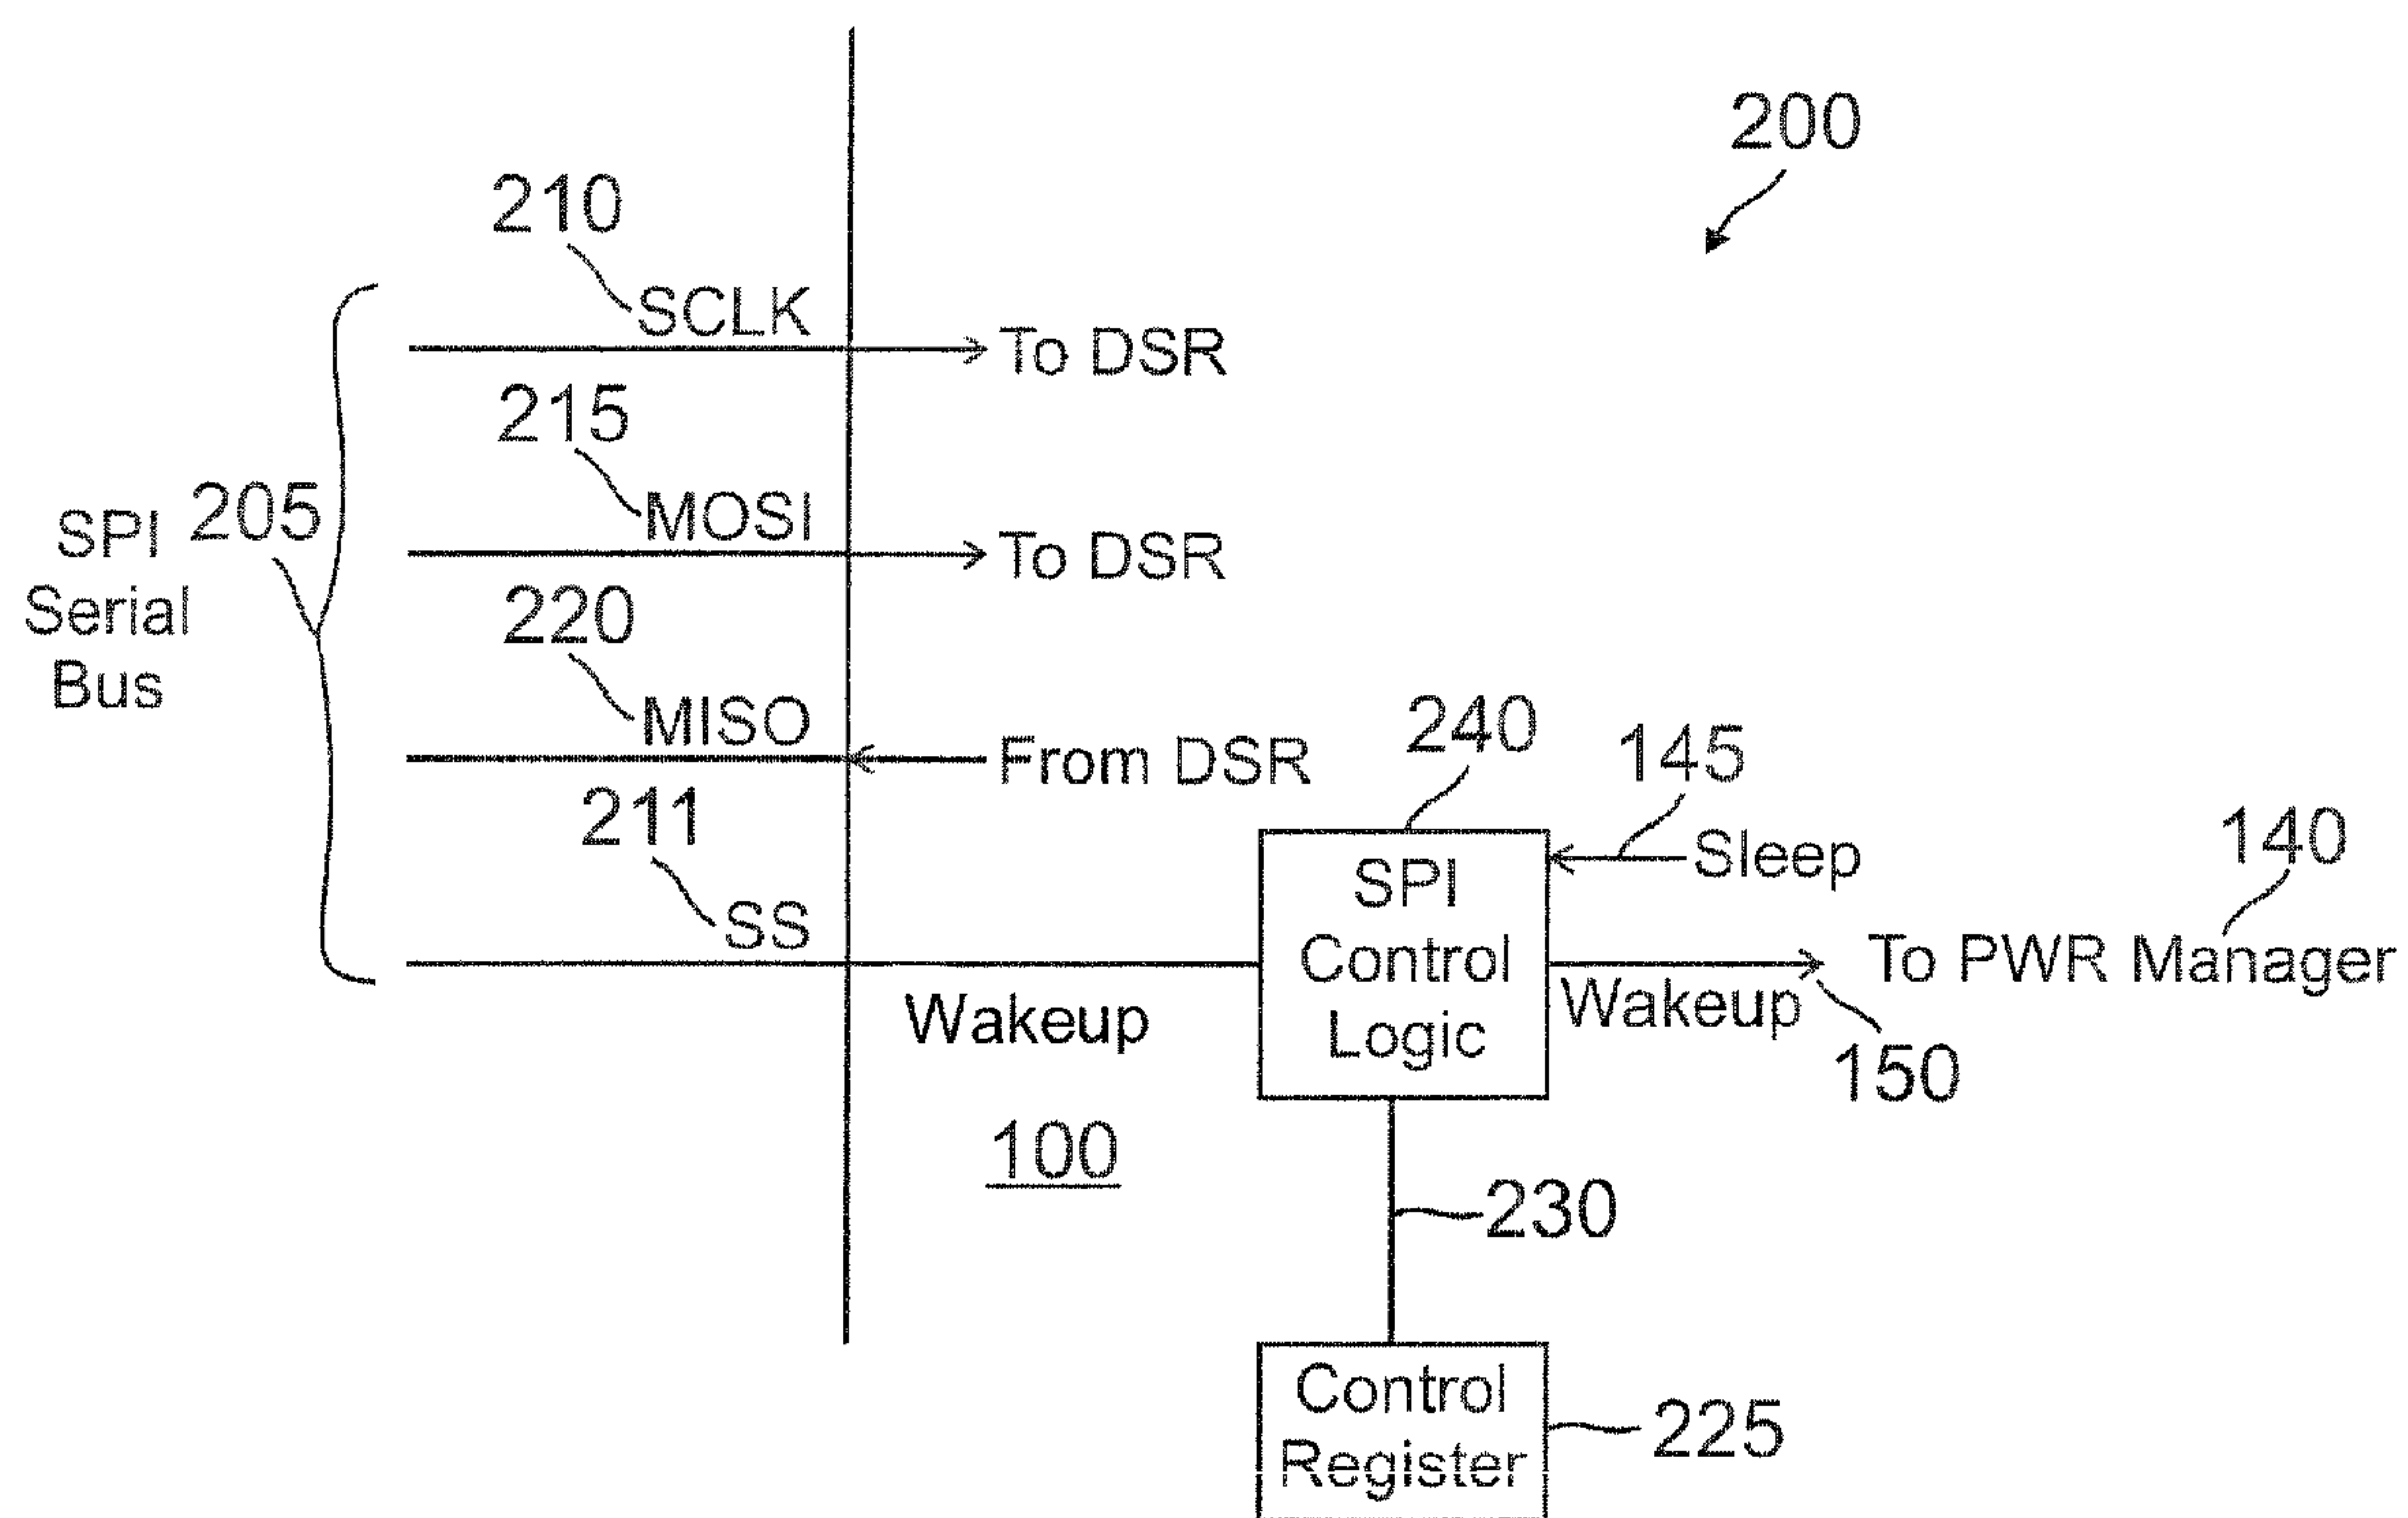 200
210
SCLK
To DSR
215
MOSI
To DSR
SPI 205
Serial
Bus
220
MISO
From DSR
211
SS
Wakeup
240
SPI
Control
Logic
145
Sleep
140
To PWR Manager
Wakeup
150
100
230
Control
Register
225